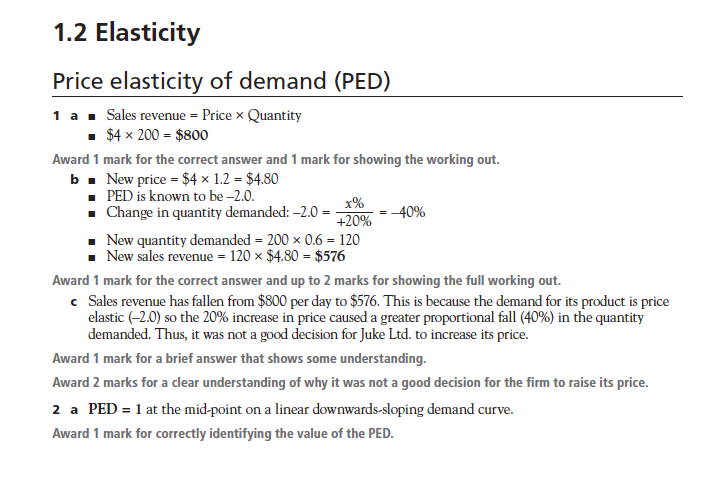 1.2 Elasticity
Price elasticity of demand (PED)
1 a ■ Sales revenue = Price × Quantity
■ $4 × 200 = $800
Award 1 mark for the correct answer and 1 mark for showing the working out.
b ■ New price = $4 × 1.2 = $4.80
■ PED is known to be –2.0.
■ Change in quantity demanded: –2.0 = x% / +20% = –40%
■ New quantity demanded = 200 × 0.6 = 120
■ New sales revenue = 120 × $4.80 = $576
Award 1 mark for the correct answer and up to 2 marks for showing the full working out.
c Sales revenue has fallen from $800 per day to $576. This is because the demand for its product is price
elastic (–2.0) so the 20% increase in price caused a greater proportional fall (40%) in the quantity
demanded. Thus, it was not a good decision for Juke Ltd. to increase its price.
Award 1 mark for a brief answer that shows some understanding.
Award 2 marks for a clear understanding of why it was not a good decision for the firm to raise its price.
2 a PED = 1 at the mid-point on a linear downwards-sloping demand curve.
Award 1 mark for correctly identifying the value of the PED.